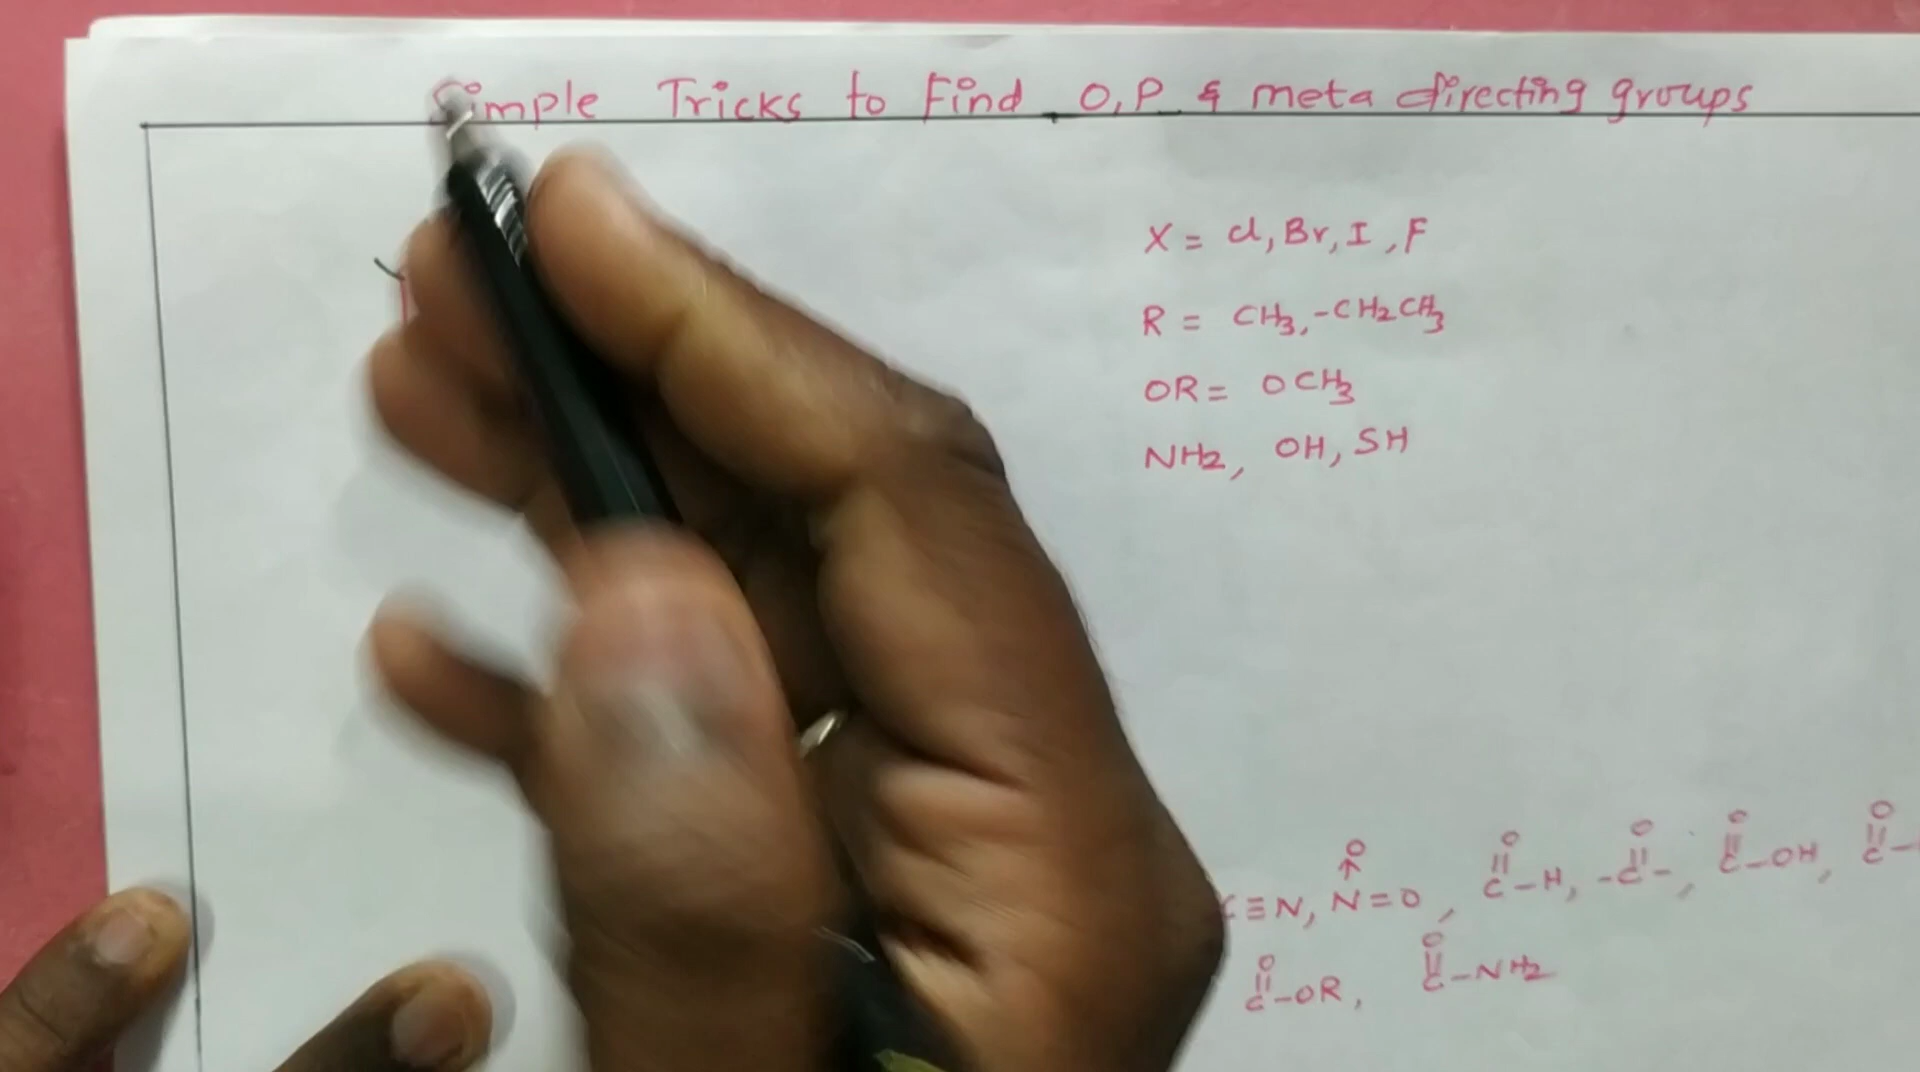 Simple Tricks to Find O,P & meta directing groups
X = Cl, Br, I, F
R = CH3, -CH2CH3
OR = OCH3
NH2, OH, SH
O O O O O O
↑ || || || || ||
C≡N, N=O, C-H, -C-, C-OH, C-
O O
|| ||
C-OR, C-NH2